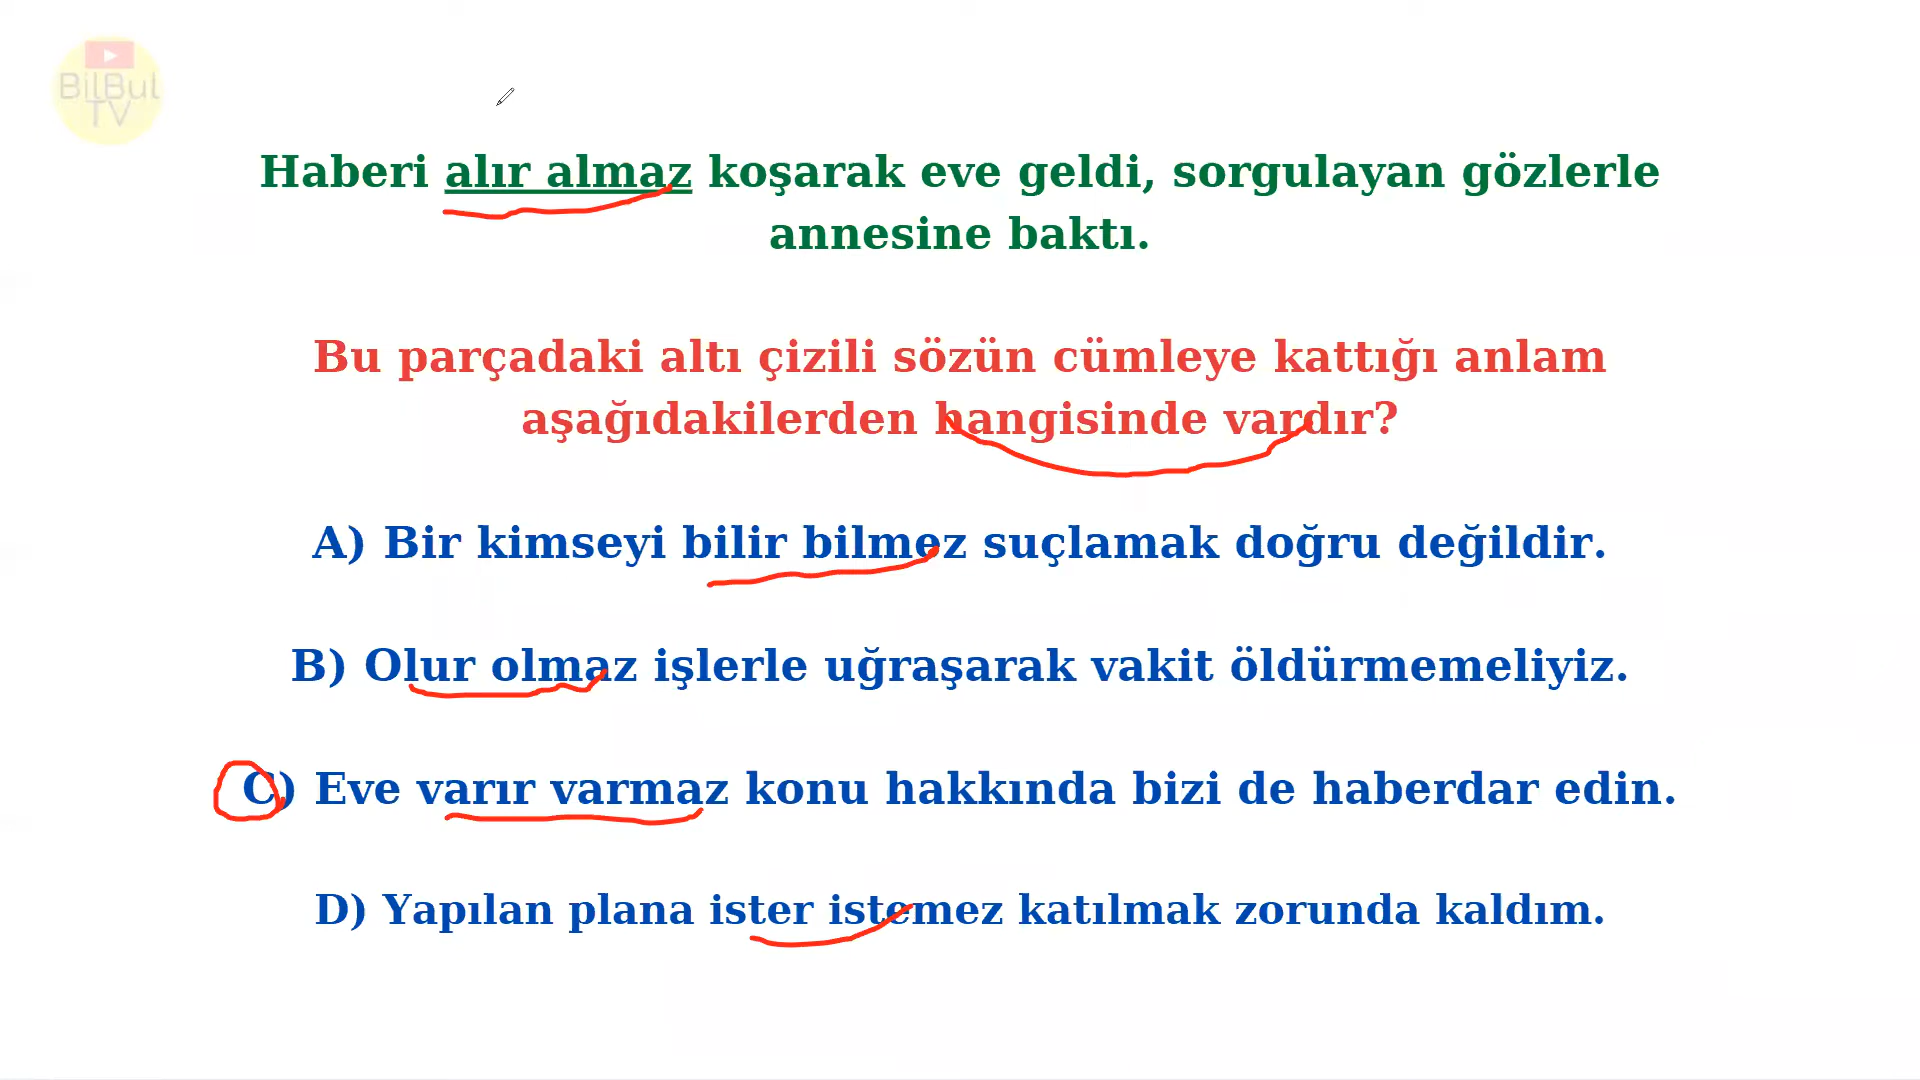 BilBul
TV
Haberi alır almaz koşarak eve geldi, sorgulayan gözlerle
annesine baktı.
Bu parçadaki altı çizili sözün cümleye kattığı anlam
aşağıdakilerden hangisinde vardır?
A) Bir kimseyi bilir bilmez suçlamak doğru değildir.
B) Olur olmaz işlerle uğraşarak vakit öldürmemeliyiz.
C) Eve varır varmaz konu hakkında bizi de haberdar edin.
D) Yapılan plana ister istemez katılmak zorunda kaldım.